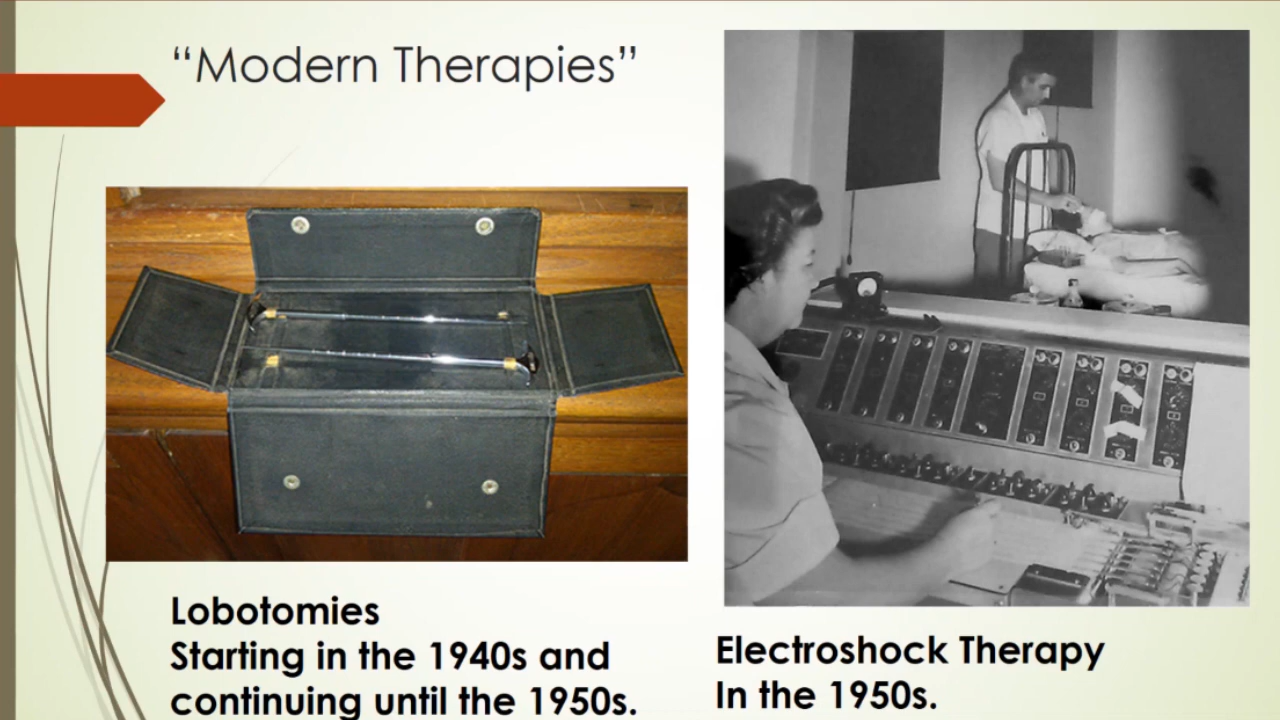 “Modern Therapies”
Lobotomies
Starting in the 1940s and
continuing until the 1950s.
Electroshock Therapy
In the 1950s.